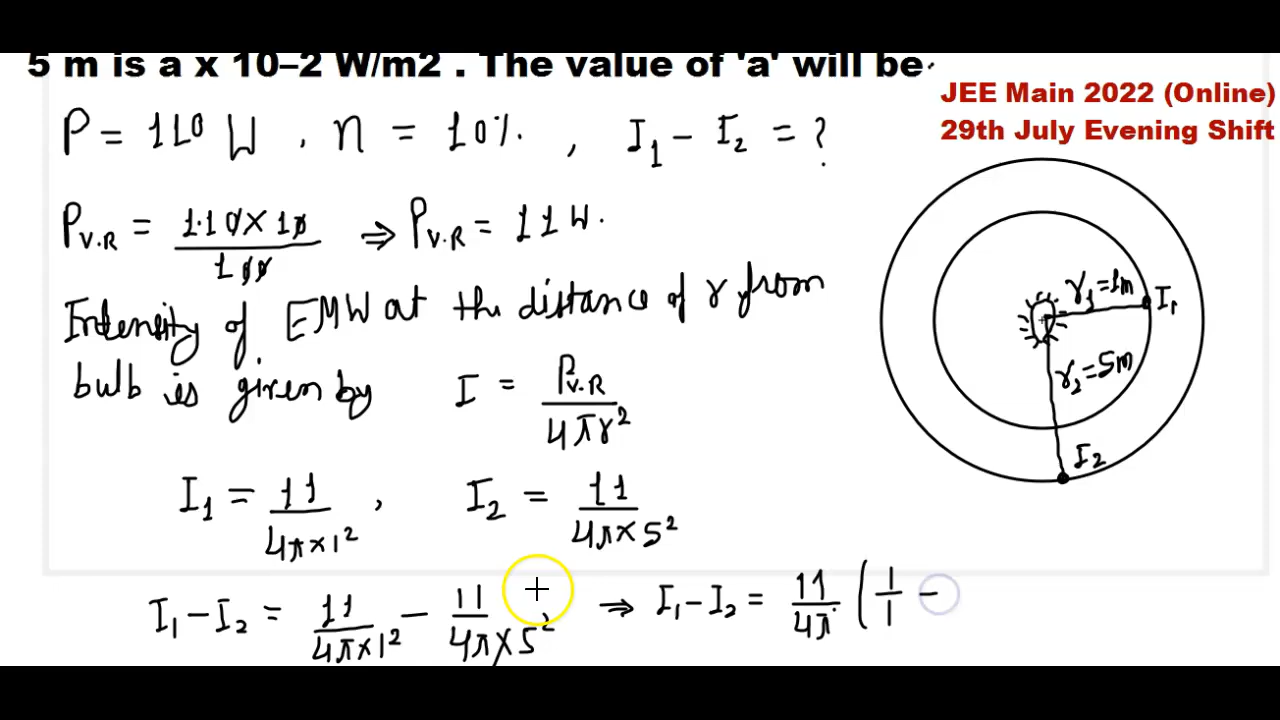 5 m is a x 10–2 W/m2 . The value of 'a' will be
JEE Main 2022 (Online)
29th July Evening Shift
P = 110 W , η = 10%. , I₁ − I₂ = ?
P_V.R = 110 × 10 / 100 ⇒ P_V.R = 11 W.
Intensity of EMW at the distance of r from
bulb is given by I = P_V.R / 4πr²
I₁ = 11 / 4π×1² , I₂ = 11 / 4π×5²
I₁ − I₂ = 11 / 4π×1² − 11 / 4π×5² ⇒ I₁ − I₂ = 11 / 4π ( 1/1 −
r₁=1m I₁
r₂=5m
I₂